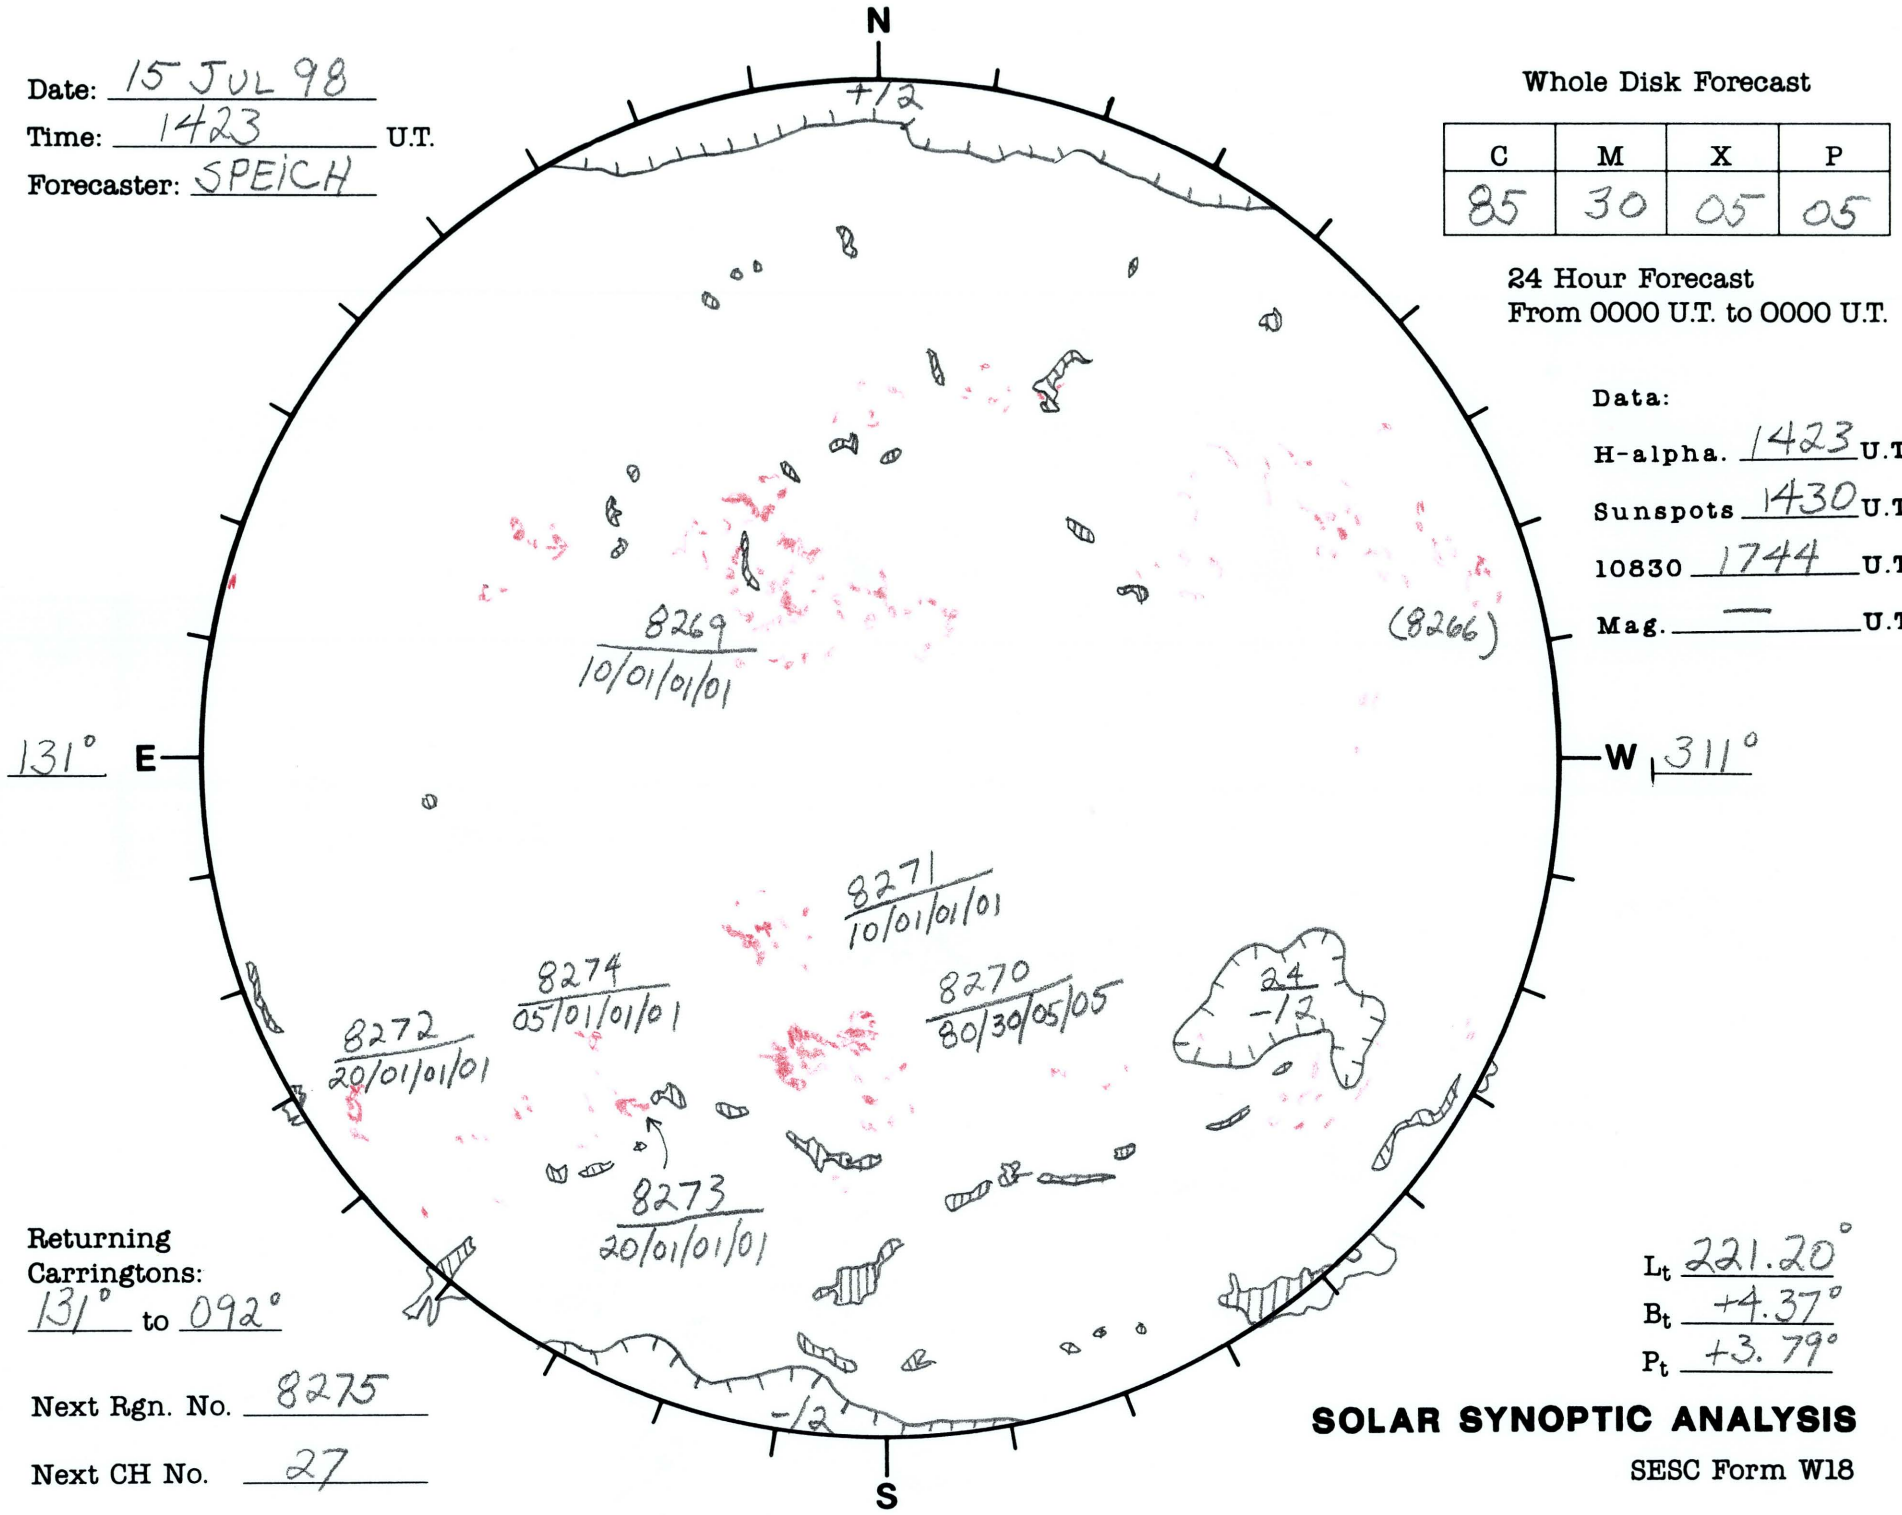 N
Date: 15 JUL 98
Time: 1423 U.T.
Forecaster: SPEICH
+/2
Whole Disk Forecast
C M X P
85 30 05 05
24 Hour Forecast
From 0000 U.T. to 0000 U.T.
Data:
H-alpha. 1423 U.T
Sunspots 1430 U.T
10830 1744 U.T
Mag. — U.T
8269
10/01/01/01
(8266)
131° E
W 311°
8271
10/01/01/01
8274
05/01/01/01
8270
80/30/05/05
24
-/2
8272
20/01/01/01
8273
20/01/01/01
Returning
Carringtons:
131° to 092°
Next Rgn. No. 8275
Next CH No. 27
-/2
S
Lt 221.20°
Bt +4.37°
Pt +3.79°
SOLAR SYNOPTIC ANALYSIS
SESC Form W18